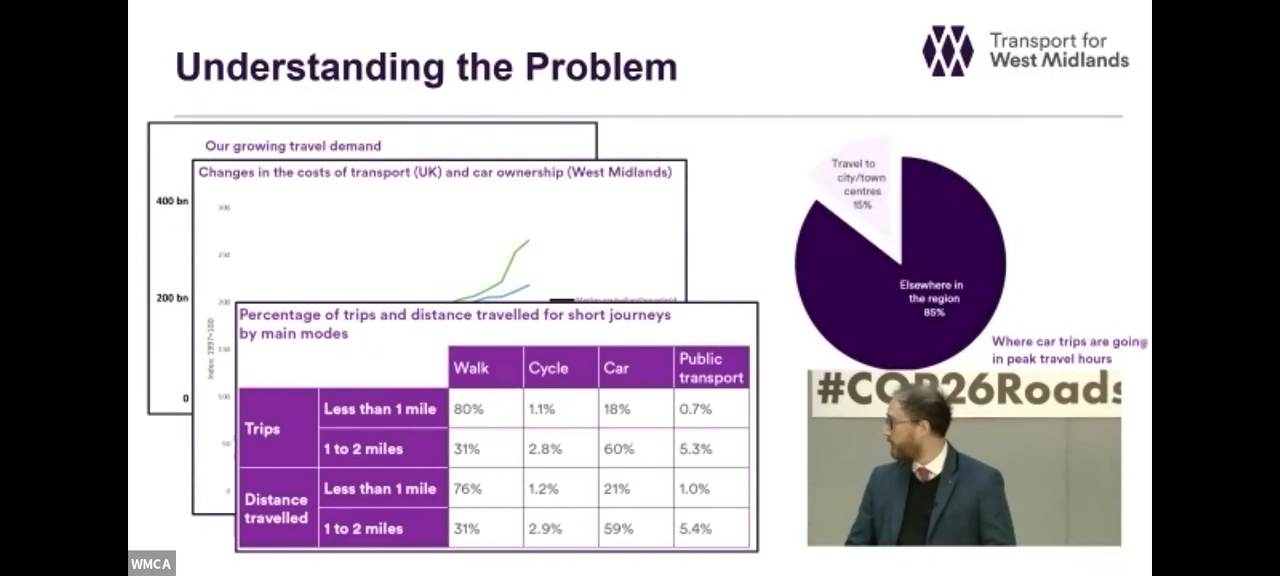 Understanding the Problem
Transport for
West Midlands
Our growing travel demand
400 bn
200 bn
0
Changes in the costs of transport (UK) and car ownership (West Midlands)
300
250
200
150
100
50
0
Index: 1997=100
Percentage of trips and distance travelled for short journeys
by main modes
Walk Cycle Car Public
transport
Trips
Less than 1 mile 80% 1.1% 18% 0.7%
1 to 2 miles 31% 2.8% 60% 5.3%
Distance
travelled
Less than 1 mile 76% 1.2% 21% 1.0%
1 to 2 miles 31% 2.9% 59% 5.4%
Travel to
city/town
centres
15%
Elsewhere in
the region
85%
Where car trips are going
in peak travel hours
#COP26Roads
WMCA